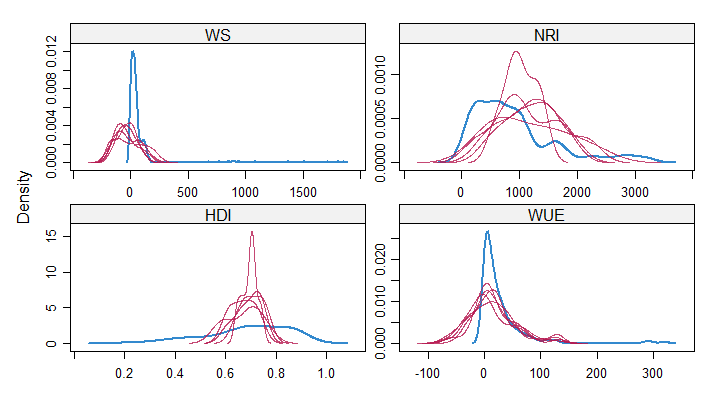 WS
NRI
0.000 0.004 0.008 0.012
0.0000 0.0005 0.0010
0 500 1000 1500
0 1000 2000 3000
Density
HDI
WUE
0 5 10 15
0.000 0.010 0.020
0.2 0.4 0.6 0.8 1.0
-100 0 100 200 300